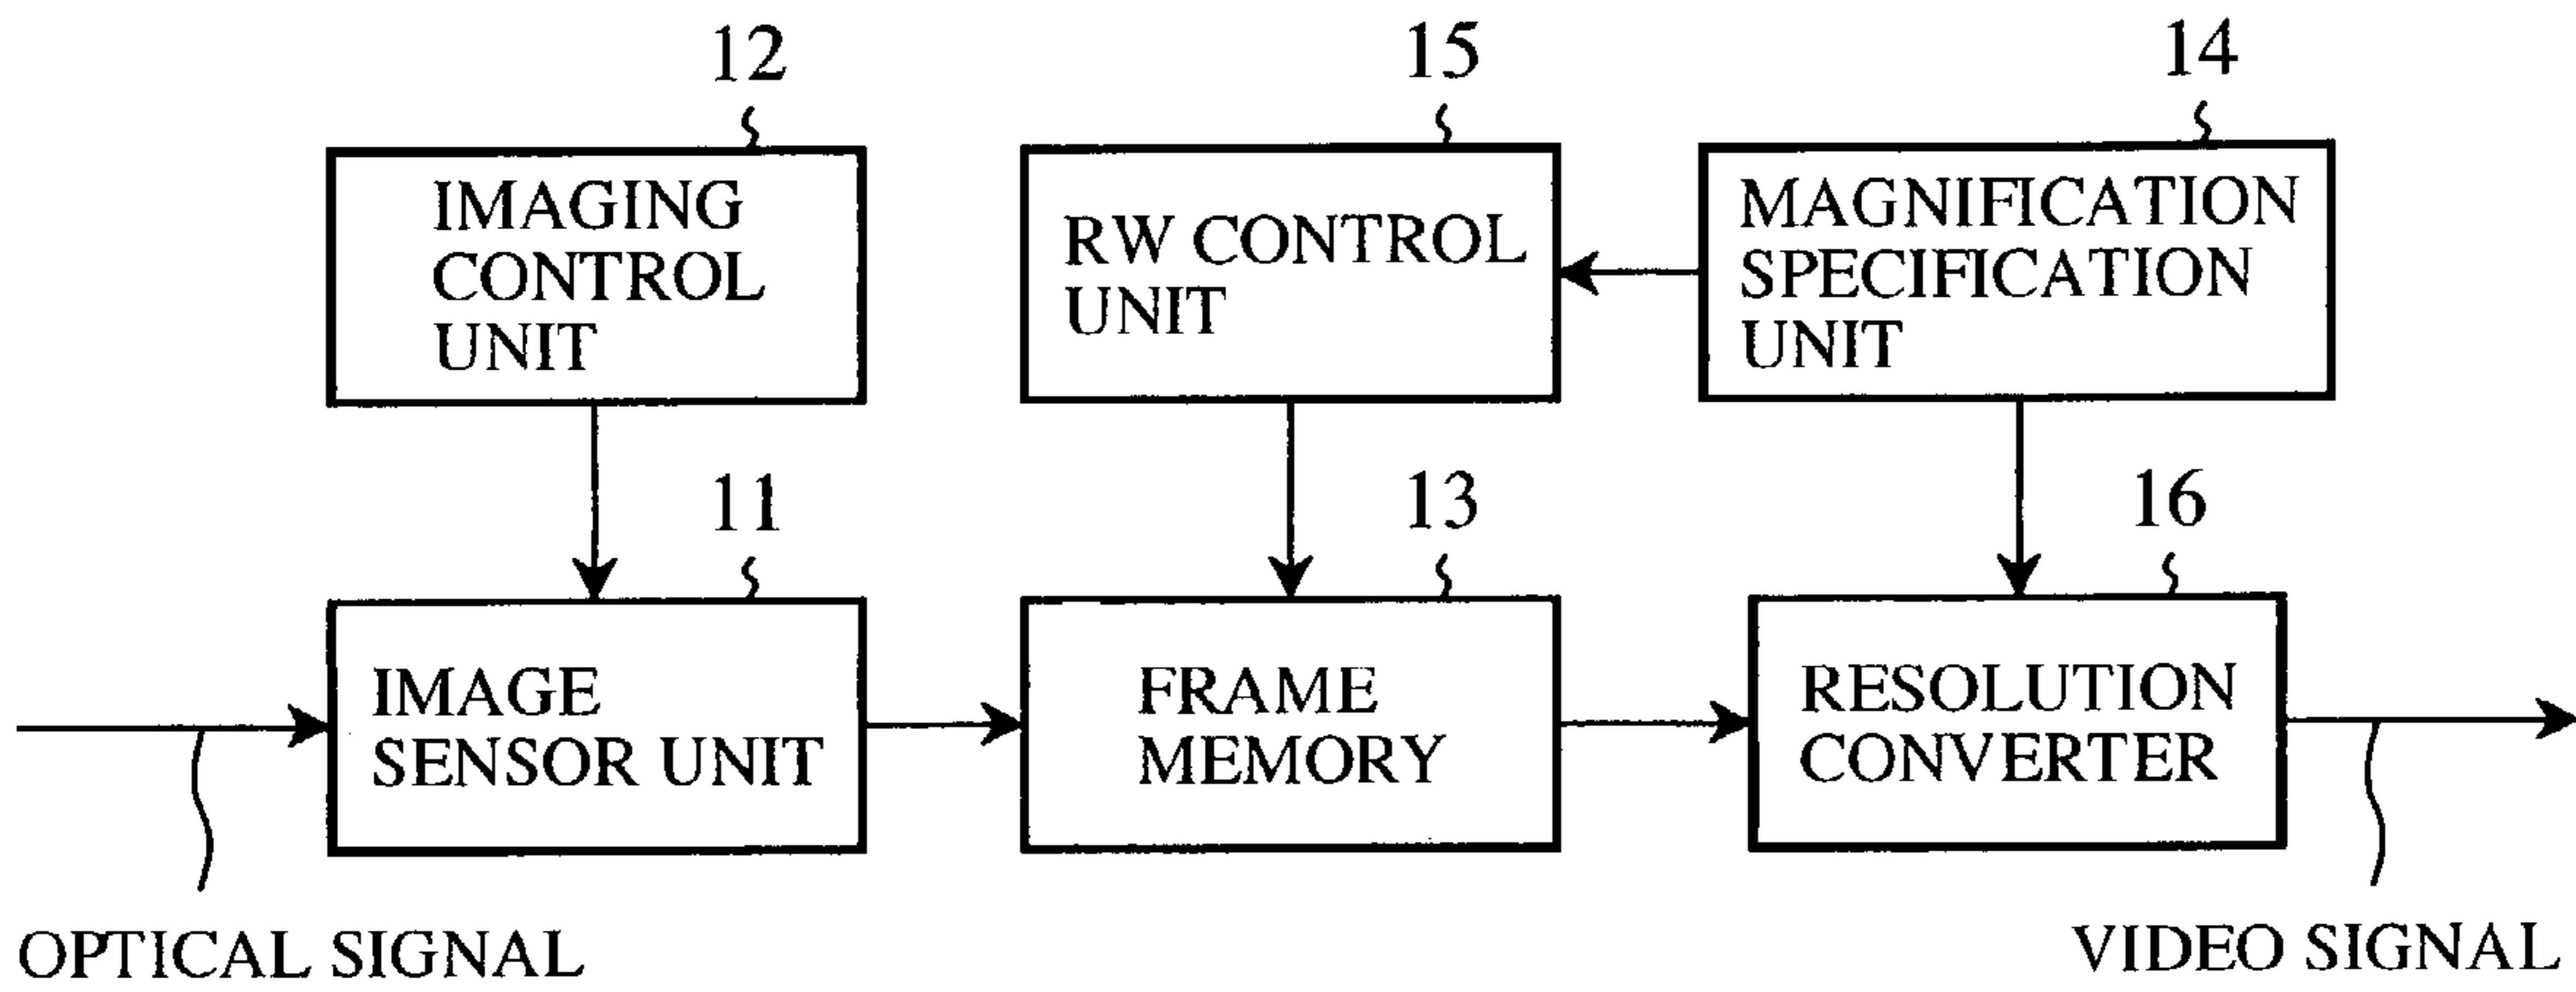 12
15
14
IMAGING
CONTROL
UNIT
RW CONTROL
UNIT
MAGNIFICATION
SPECIFICATION
UNIT
11
13
16
IMAGE
SENSOR UNIT
FRAME
MEMORY
RESOLUTION
CONVERTER
OPTICAL SIGNAL
VIDEO SIGNAL